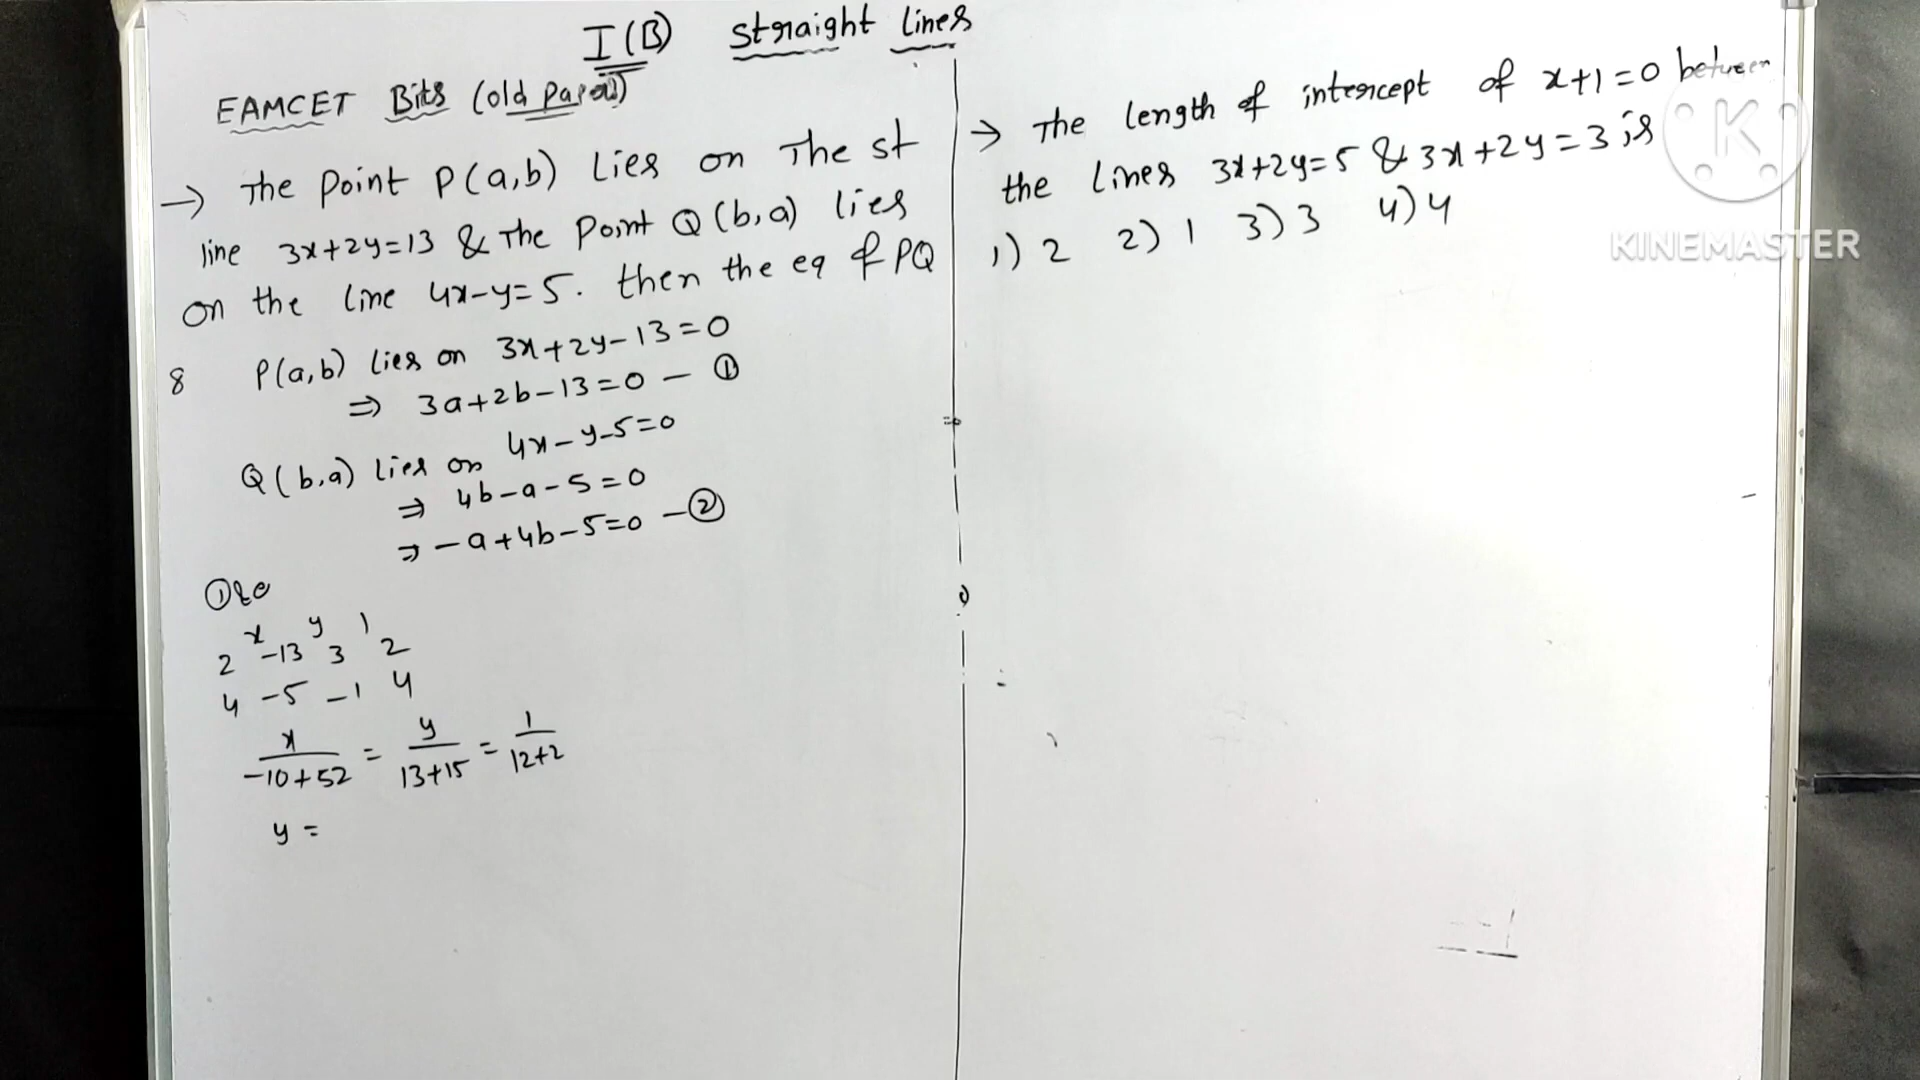 I(B) Straight Lines
EAMCET Bits (old Paper)
→ The Point P(a,b) Lies on The st
line 3x+2y=13 & The Point Q(b,a) lies
on the line 4x-y=5. then the eq of PQ
8 P(a,b) lies on 3x+2y-13=0
⇒ 3a+2b-13=0 - ①
Q(b,a) lies on 4x-y-5=0
⇒ 4b-a-5=0
⇒ -a+4b-5=0 -②
①&②
x y 1
2 -13 3 2
4 -5 -1 4
x/(-10+52) = y/(13+15) = 1/(12+2)
y =
→ The length of intercept of x+1=0 between
the lines 3x+2y=5 & 3x+2y=3 is
1) 2 2) 1 3) 3 4) 4
K
KINEMASTER